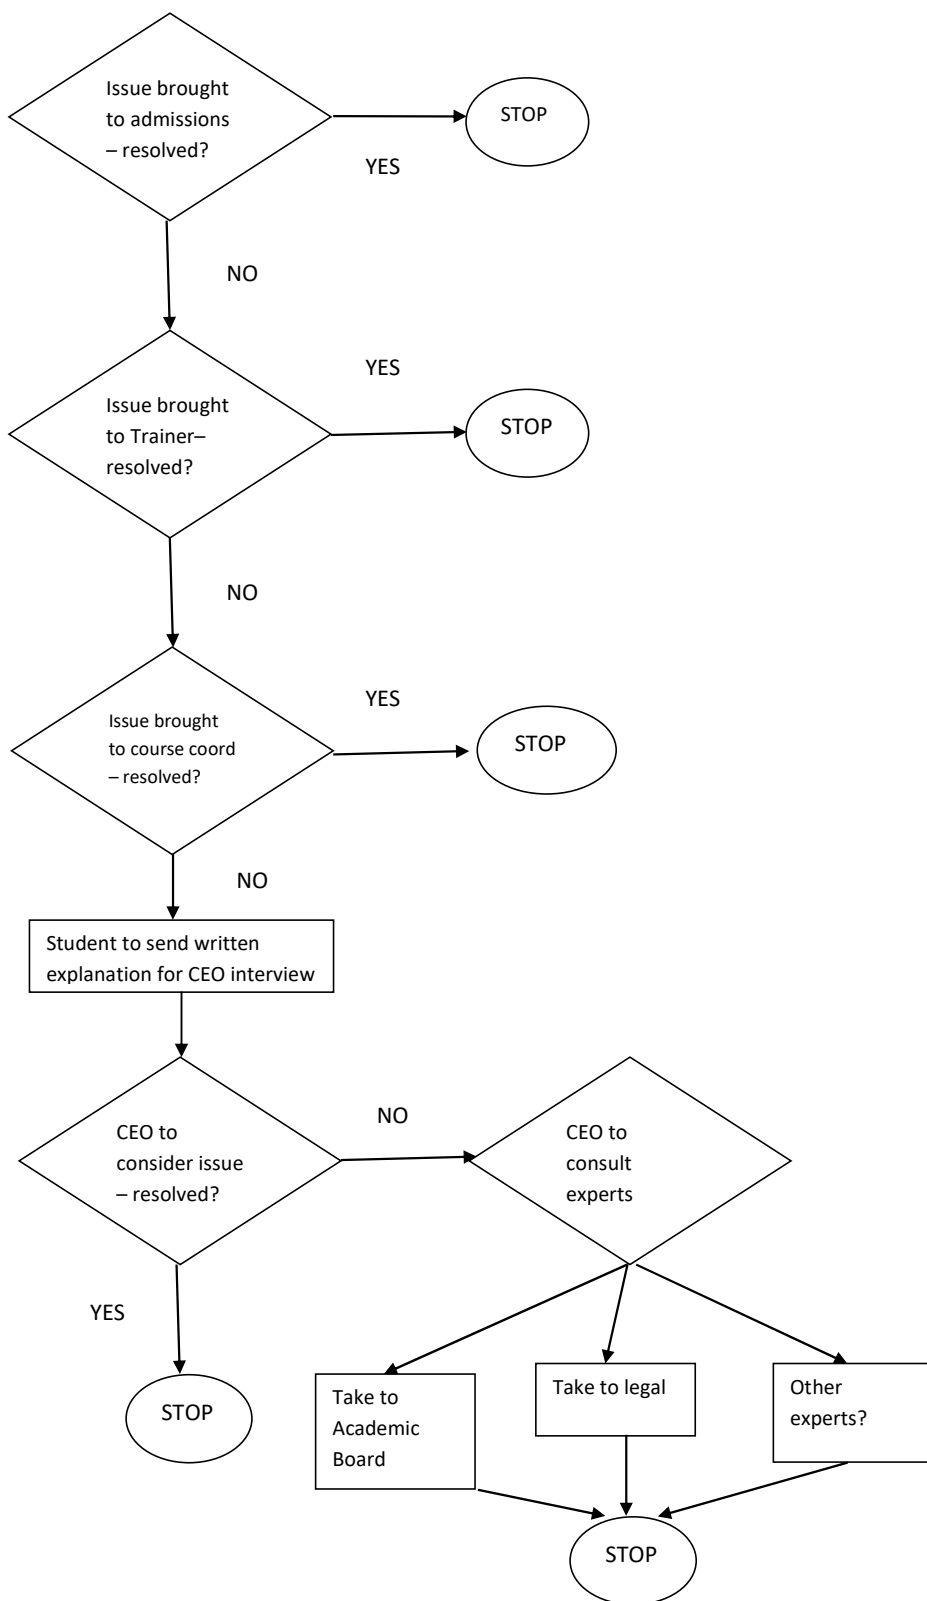 Issue brought
to admissions
– resolved?
STOP
YES
NO
YES
Issue brought
to Trainer–
resolved?
STOP
NO
YES
Issue brought
to course coord
– resolved?
STOP
NO
Student to send written
explanation for CEO interview
NO
CEO to
consider issue
– resolved?
CEO to
consult
experts
YES
STOP
Take to
Academic
Board
Take to legal
Other
experts?
STOP